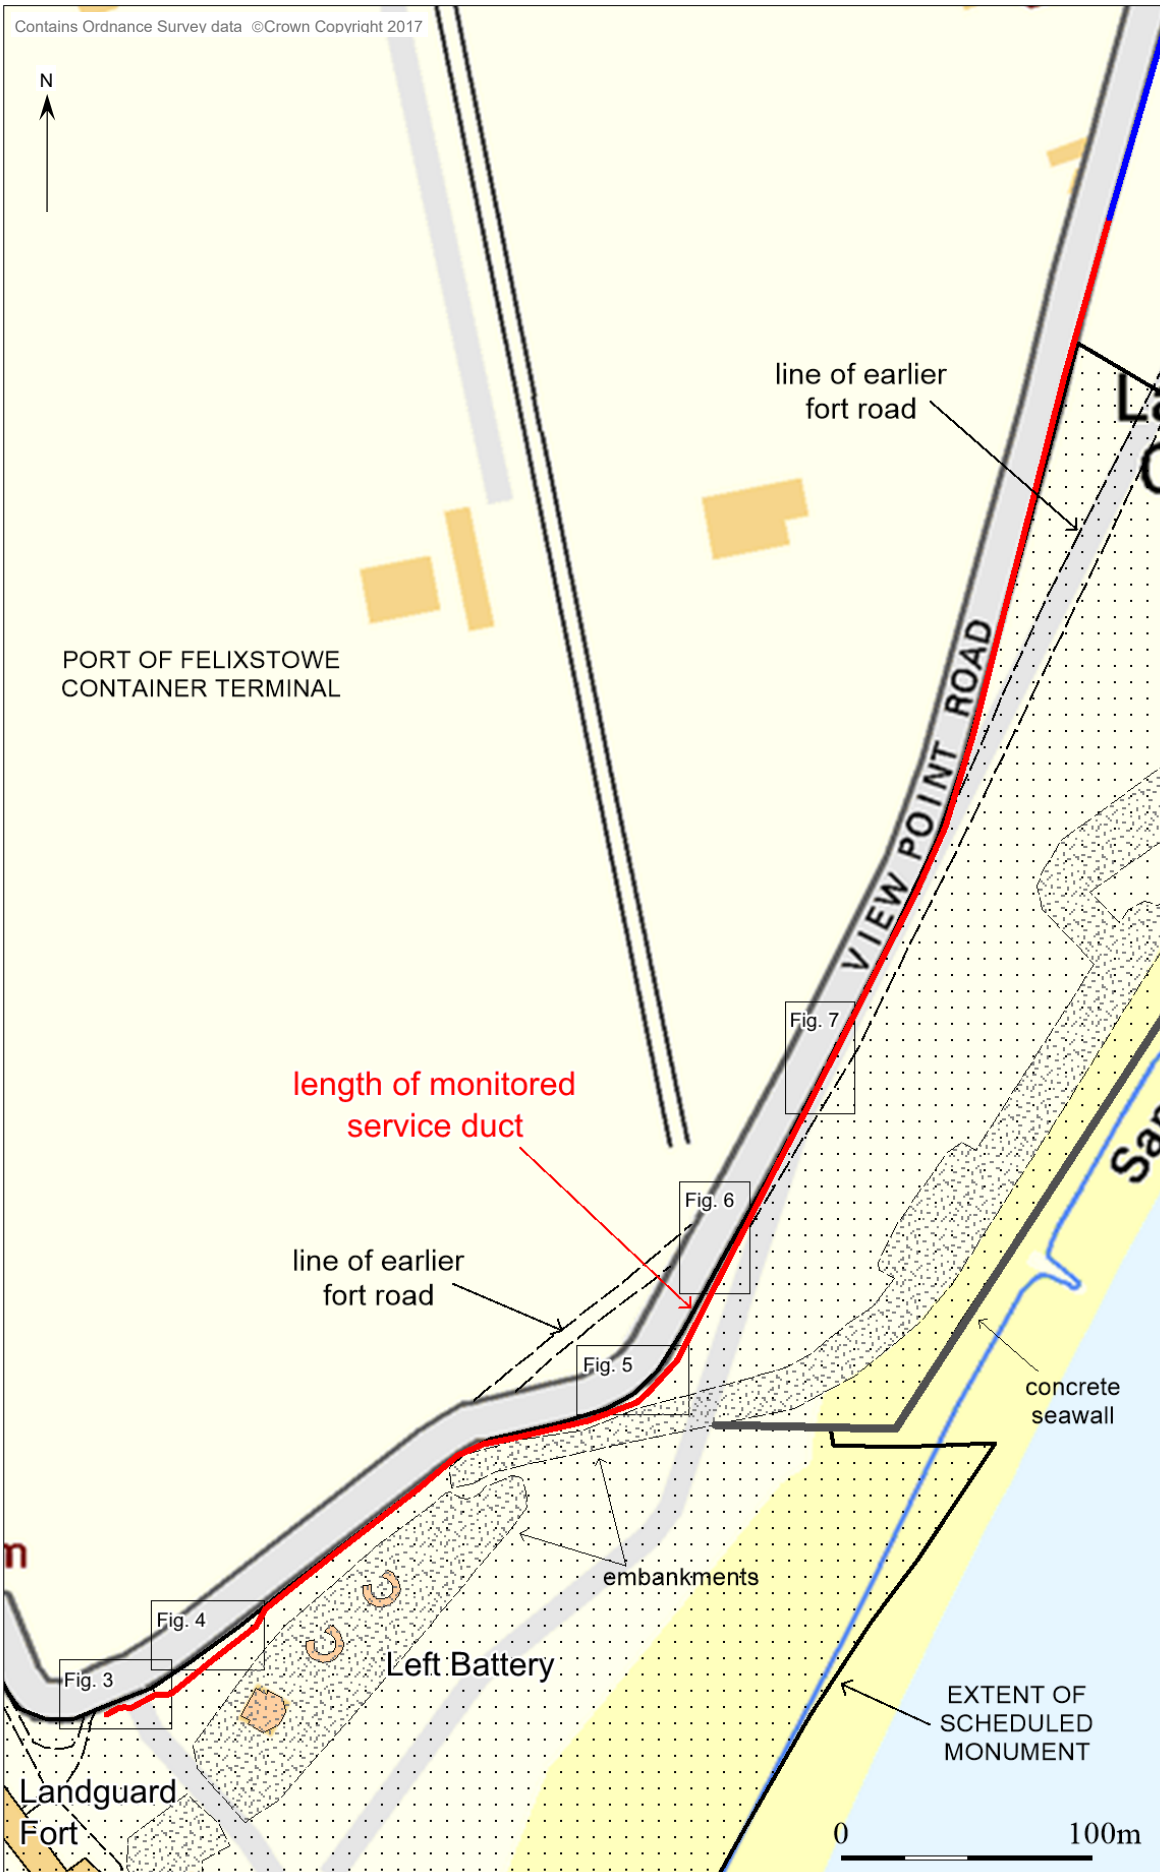 Contains Ordnance Survey data ©Crown Copyright 2017
N
line of earlier
fort road
La
PORT OF FELIXSTOWE
CONTAINER TERMINAL
VIEW POINT ROAD
Fig. 7
length of monitored
service duct
San
Fig. 6
line of earlier
fort road
Fig. 5
concrete
seawall
m
embankments
Fig. 4
Left Battery
Fig. 3
EXTENT OF
SCHEDULED
MONUMENT
Landguard
Fort
0 100m